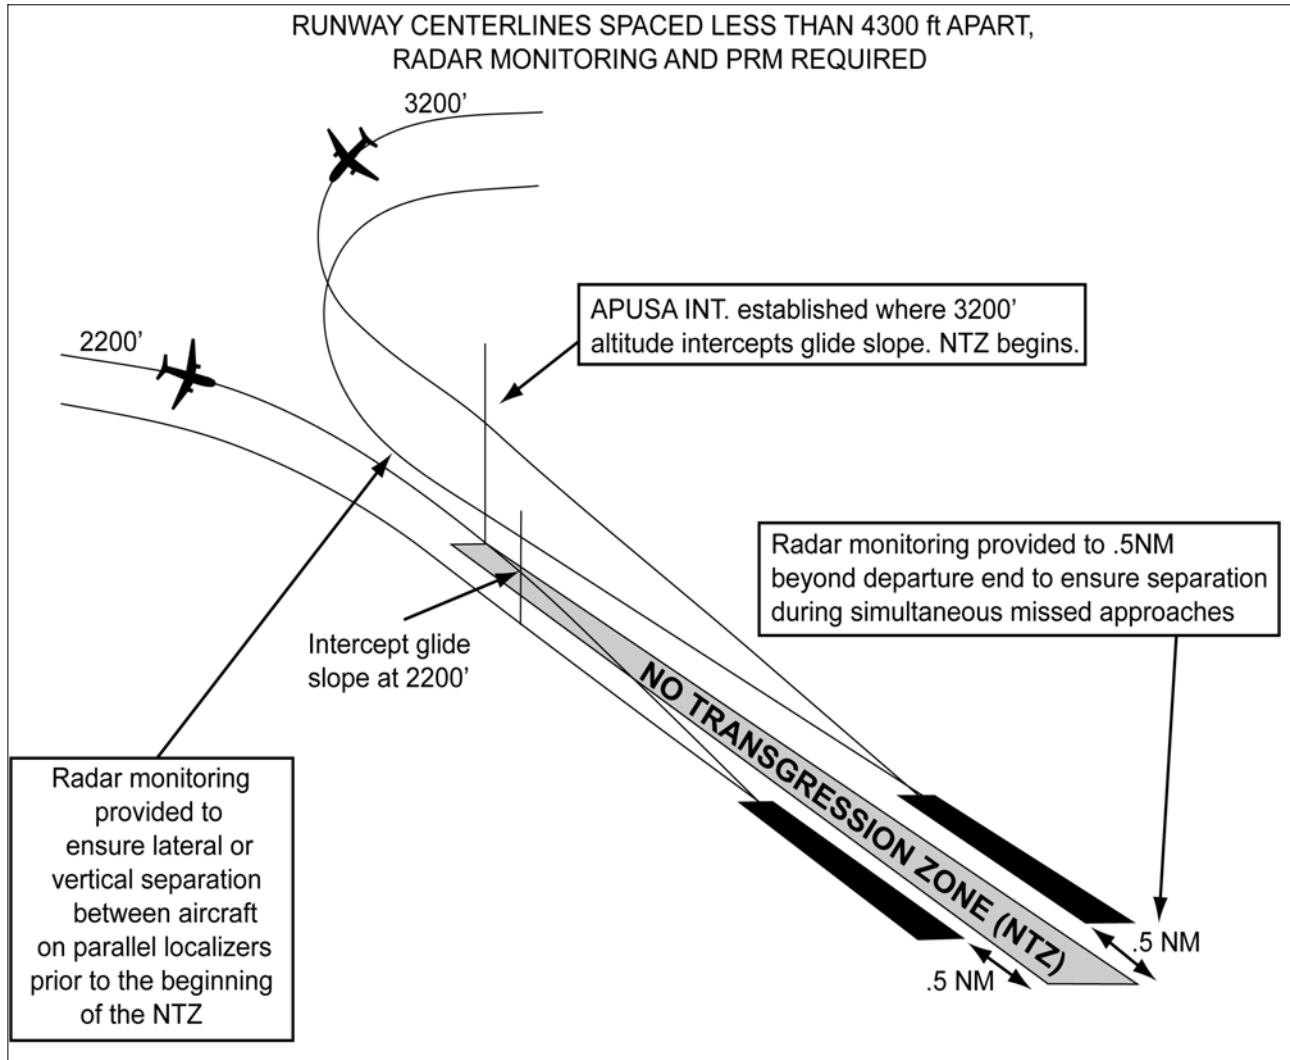 RUNWAY CENTERLINES SPACED LESS THAN 4300 ft APART,
RADAR MONITORING AND PRM REQUIRED
3200’
2200’
APUSA INT. established where 3200’
altitude intercepts glide slope. NTZ begins.
Radar monitoring provided to .5NM
beyond departure end to ensure separation
during simultaneous missed approaches
Intercept glide
slope at 2200’
NO TRANSGRESSION ZONE (NTZ)
Radar monitoring
provided to
ensure lateral or
vertical separation
between aircraft
on parallel localizers
prior to the beginning
of the NTZ
.5 NM
.5 NM